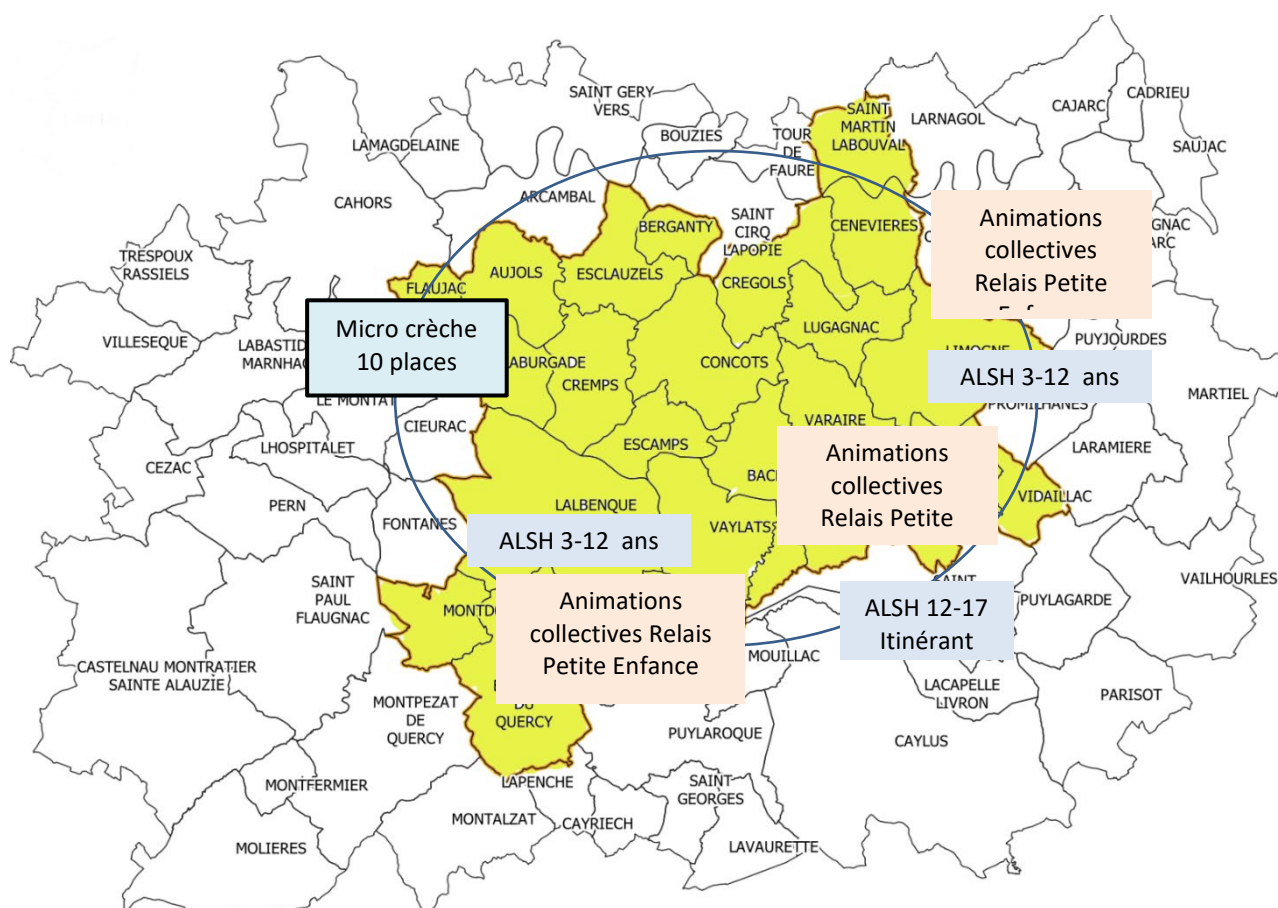 SAINT GERY
VERS
CAJARC
CADRIEU
SAINT
MARTIN
LABOUVAL
LARNAGOL
LAMAGDELAINE
BOUZIES
TOUR
DE
FAURE
SAUJAC
CAHORS
ARCAMBAL
BERGANTY
SAINT
CIRQ
LAPOPIE
CENEVIERES
Animations
collectives
Relais Petite
TRESPOUX
RASSIELS
AUJOLS
ESCLAUZELS
CREGOLS
FLAUJAC
Micro crèche
10 places
VILLESEQUE
LUGAGNAC
PUYJOURDES
CONCOTS
CREMPS
ALSH 3-12 ans
MARTIEL
LE MONTAT
PROMILHANES
CIEURAC
VARAIRE
ESCAMPS
LHOSPITALET
LARAMIERE
CEZAC
Animations
collectives
Relais Petite
PERN
LALBENQUE
VIDAILLAC
FONTANES
VAYLATS
ALSH 3-12 ans
SAINT
PAUL
FLAUGNAC
VAILHOURLES
PUYLAGARDE
Animations
collectives Relais
Petite Enfance
ALSH 12-17
Itinérant
MOUILLAC
CASTELNAU MONTRATIER
SAINTE ALAUZIE
LACAPELLE
LIVRON
PARISOT
MONTPEZAT
DE
QUERCY
DU
QUERCY
PUYLAROQUE
CAYLUS
MONTFERMIER
LAPENCHE
SAINT
GEORGES
MONTALZAT
CAYRIECH
MOLIERES
LAVAURETTE